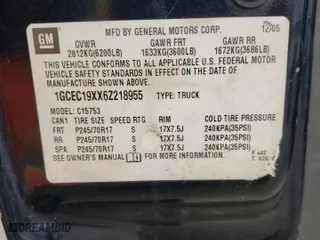 GM
MFD BY GENERAL MOTORS CORP. 12/05
GVWR GAWR FRT GAWR RR
2812KG(6200LB) 1633KG(3600LB) 1672KG(3686LB)
THIS VEHICLE CONFORMS TO ALL APPLICABLE U.S. FEDERAL MOTOR
VEHICLE SAFETY STANDARDS IN EFFECT ON THE DATE OF
MANUFACTURE SHOWN ABOVE.
1GCEC19XX6Z218955 TYPE: TRUCK
MODEL: C15753
CAN1 TIRE SIZE SPEED RTG RIM COLD TIRE PRESSURE
FRT P245/70R17 S 17X7.5J 240KPA(35PSI)
RR P245/70R17 S 17X7.5J 240KPA(35PSI)
SPA P245/70R17 S 17X7.5J 240KPA(35PSI)
SEE OWNER'S MANUAL FOR MORE INFORMATION.
DREAMBID